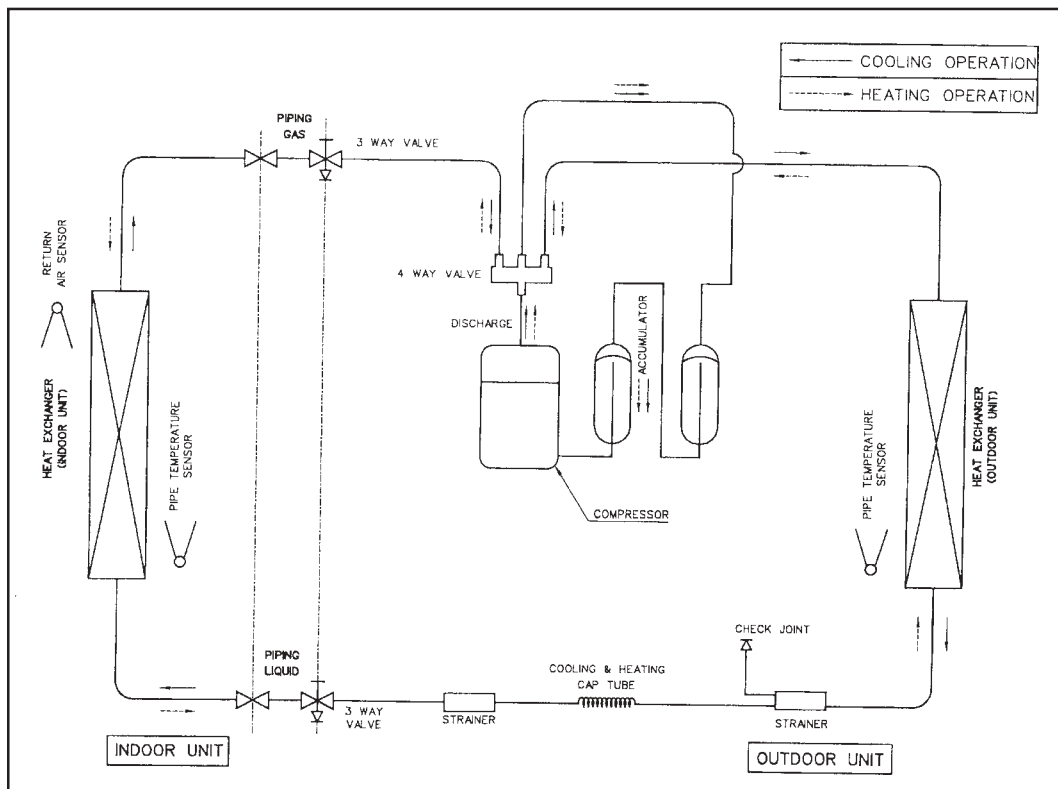 COOLING OPERATION
HEATING OPERATION
PIPING
GAS
3 WAY VALVE
RETURN
AIR SENSOR
4 WAY VALVE
DISCHARGE
ACCUMULATOR
HEAT EXCHANGER
(INDOOR UNIT)
PIPE TEMPERATURE
SENSOR
COMPRESSOR
PIPE TEMPERATURE
SENSOR
HEAT EXCHANGER
(OUTDOOR UNIT)
PIPING
LIQUID
3 WAY
VALVE
STRAINER
COOLING & HEATING
CAP TUBE
CHECK JOINT
STRAINER
INDOOR UNIT
OUTDOOR UNIT